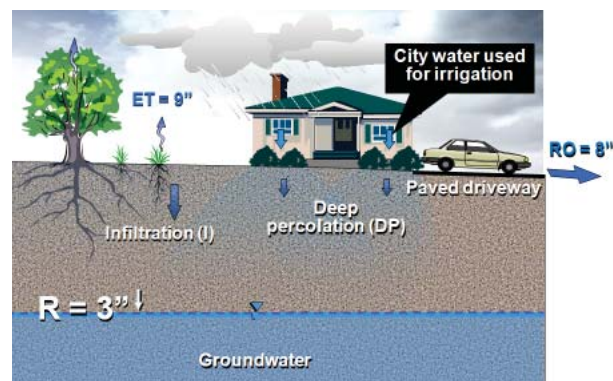 City water used
for irrigation
ET = 9”
RO = 8”
Paved driveway
Infiltration (I)
Deep
percolation (DP)
R = 3”
Groundwater